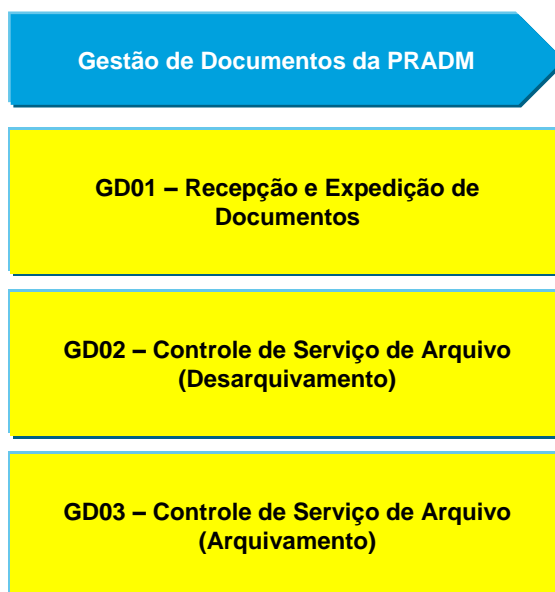 Gestão de Documentos da PRADM
GD01 – Recepção e Expedição de
Documentos
GD02 – Controle de Serviço de Arquivo
(Desarquivamento)
GD03 – Controle de Serviço de Arquivo
(Arquivamento)